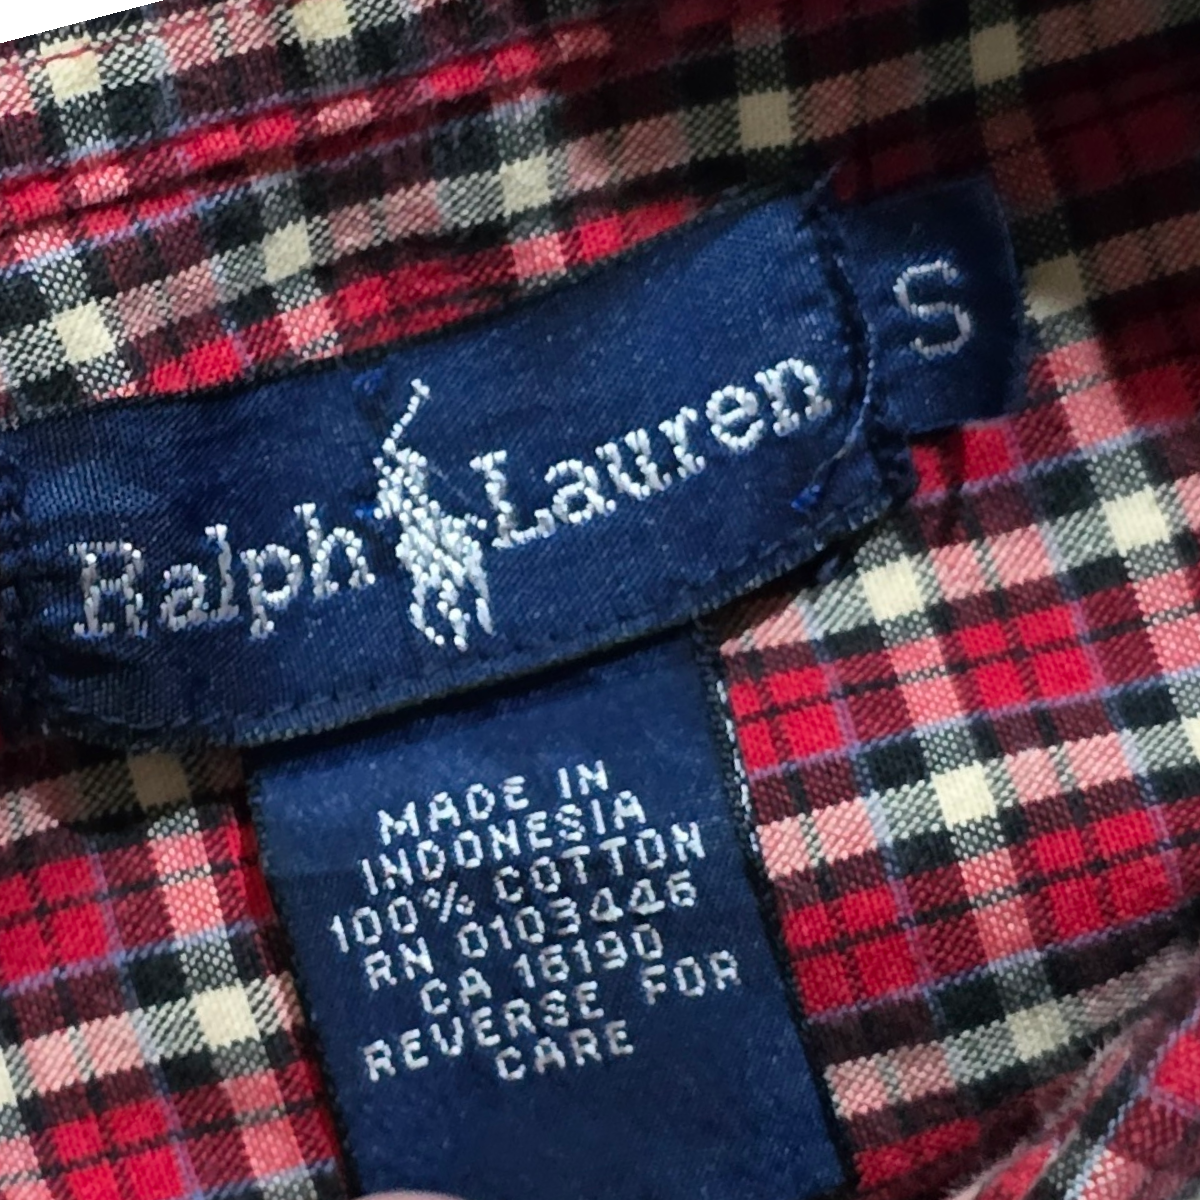 Ralph Lauren
S
MADE IN
INDONESIA
100% COTTON
RN 0103446
CA 16190
REVERSE FOR
CARE